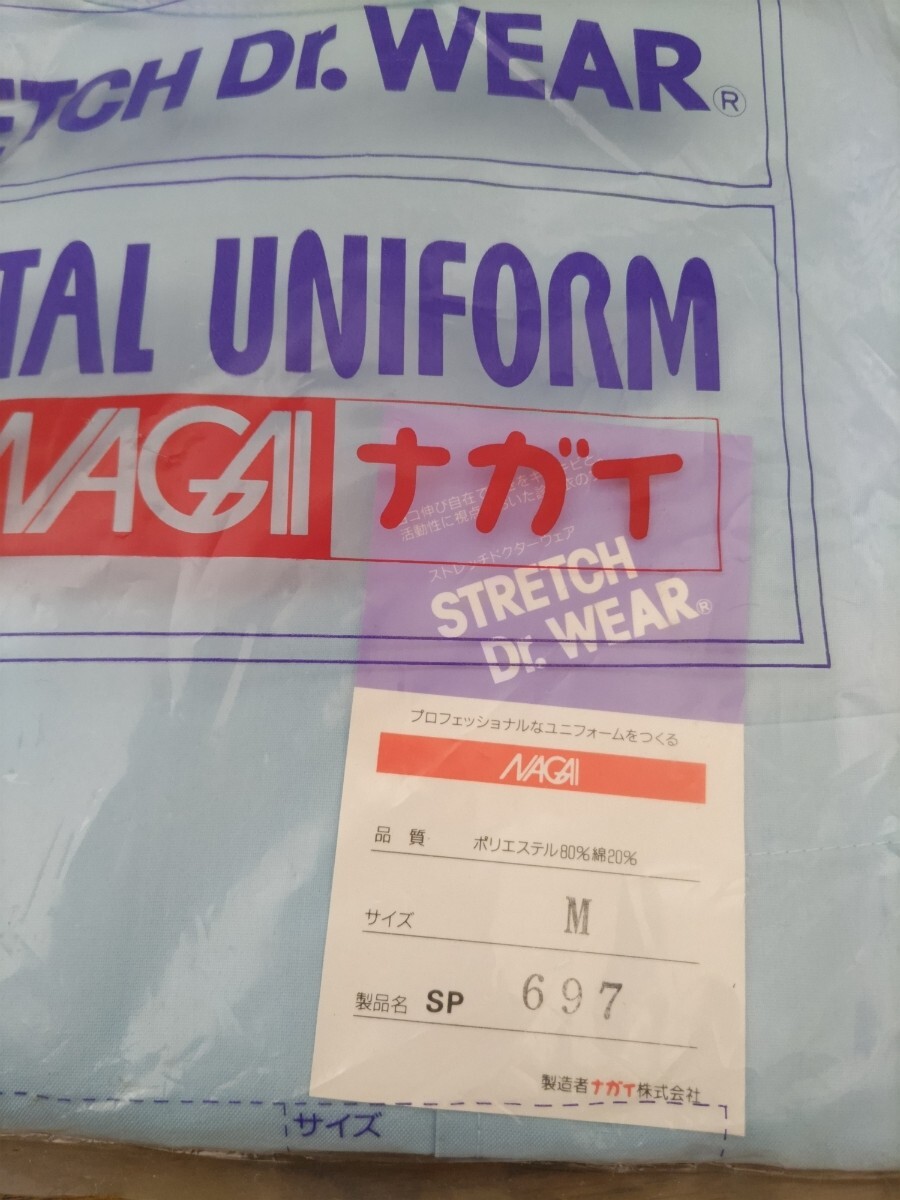 ETCH Dr. WEAR®
TAL UNIFORM
NAGAI ナガイ
活動性に視点
ストレッチドクターウェア
STRETCH
Dr. WEAR®
プロフェッショナルなユニフォームをつくる
NAGAI
品質 ポリエステル80%綿20%
サイズ M
製品名 SP 697
製造者ナガイ株式会社
サイズ